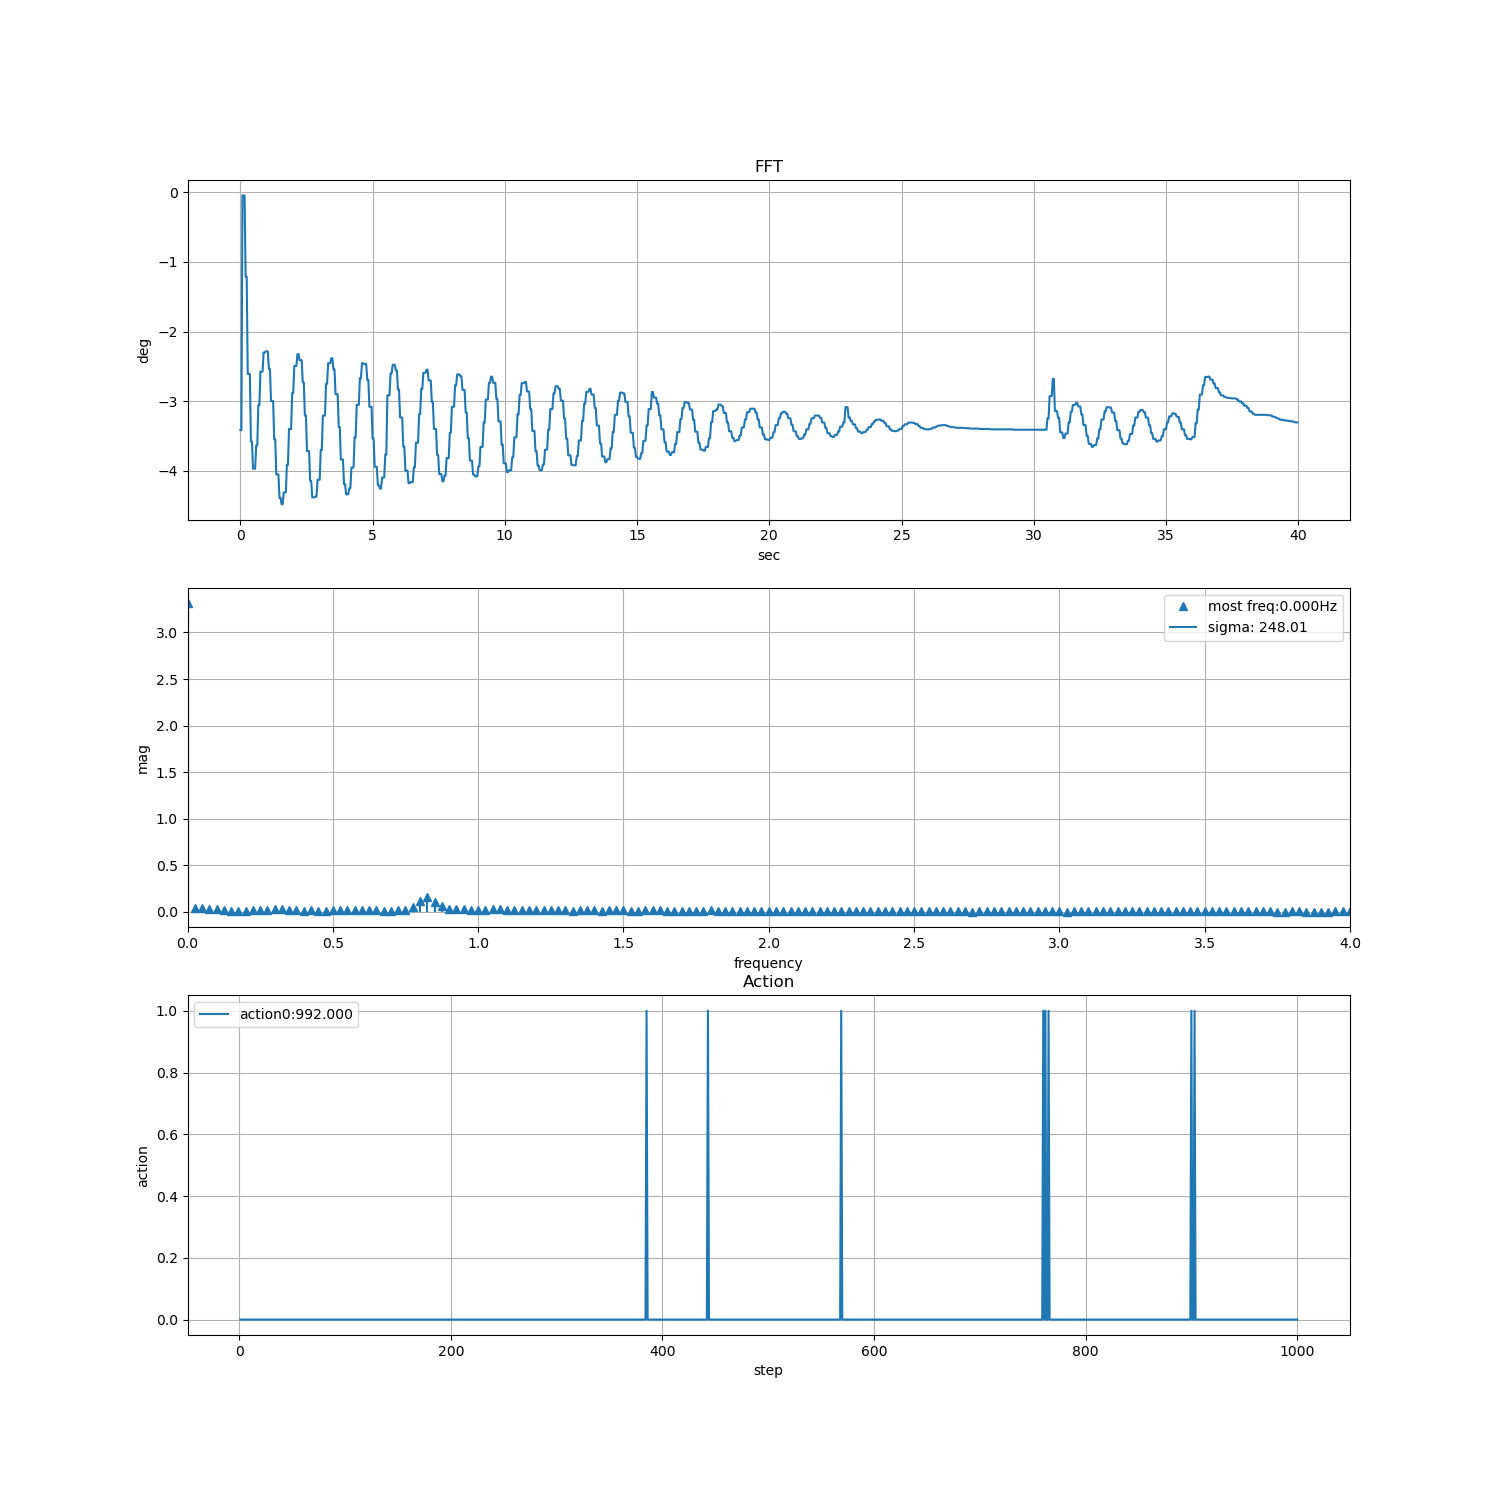 FFT
0
−1
−2
−3
−4
deg
0 5 10 15 20 25 30 35 40
sec
most freq:0.000Hz
sigma: 248.01
3.0
2.5
2.0
1.5
1.0
0.5
0.0
mag
0.0 0.5 1.0 1.5 2.0 2.5 3.0 3.5 4.0
frequency
Action
action0:992.000
1.0
0.8
0.6
0.4
0.2
0.0
action
0 200 400 600 800 1000
step